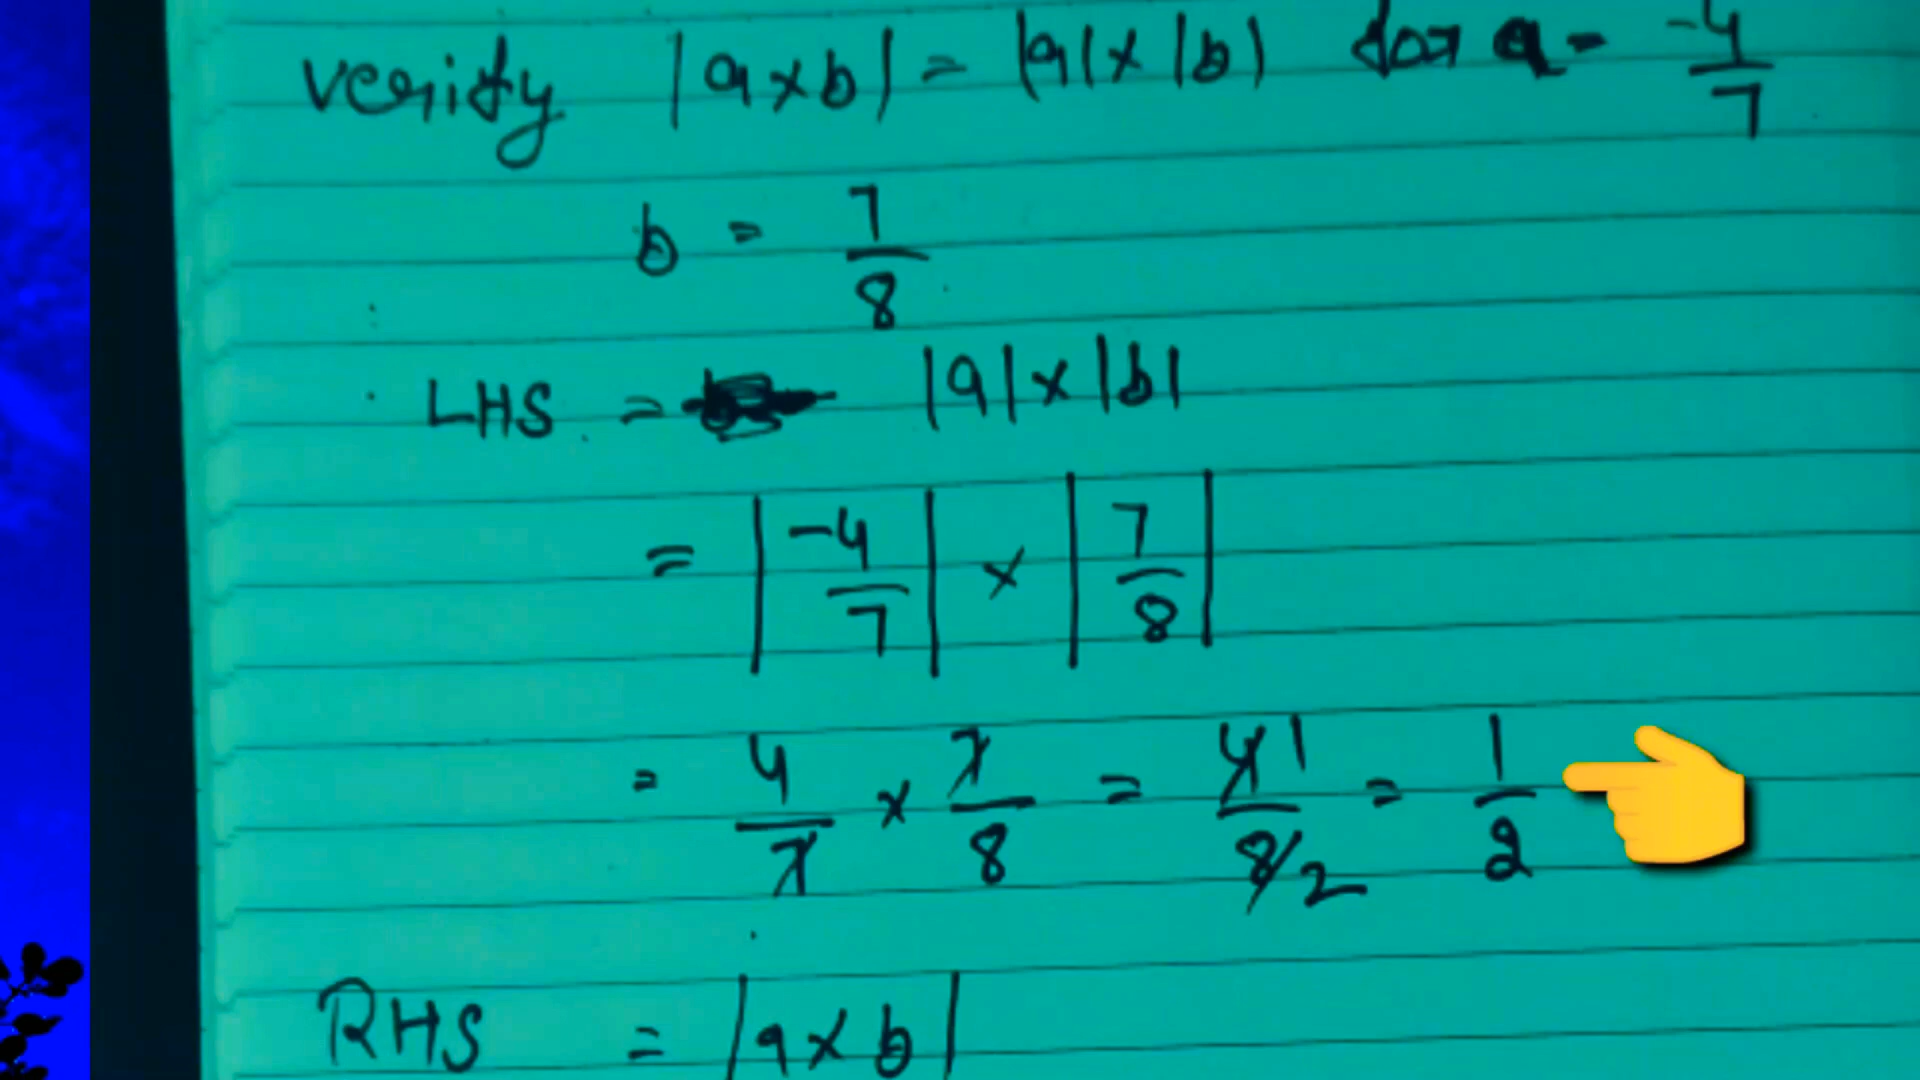 verify |a×b| = |a|×|b| for a = -4/7
b = 7/8
LHS = |a|×|b|
= |-4/7| × |7/8|
= 4/7 × 7/8 = 4 1/8/2 = 1/2
RHS = |a×b|